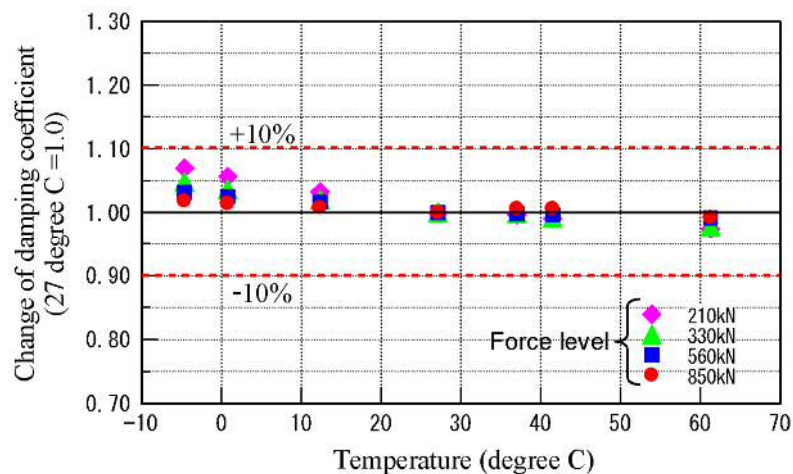 Change of damping coefficient
(27 degree C =1.0)
1.30
1.20
1.10
1.00
0.90
0.80
0.70
+10%
-10%
Force level
210kN
330kN
560kN
850kN
-10 0 10 20 30 40 50 60 70
Temperature (degree C)